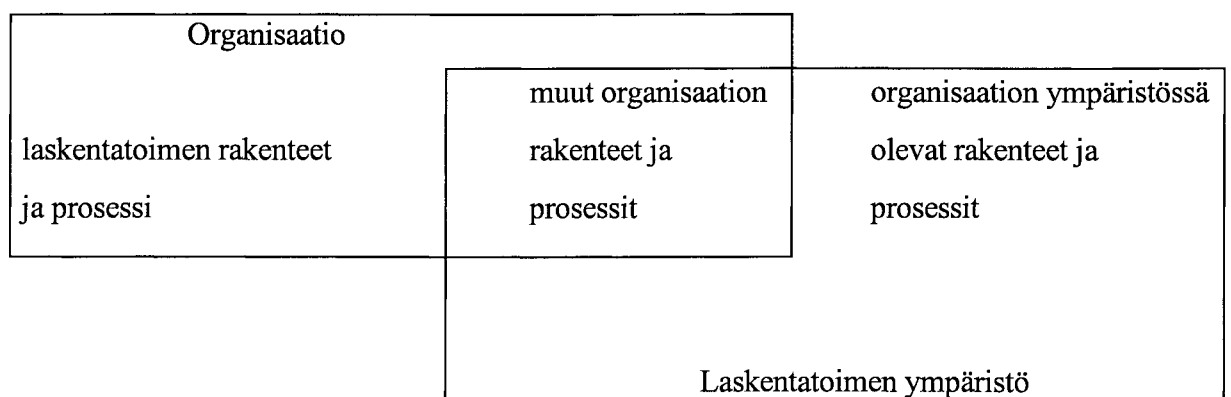 Organisaatio
muut organisaation organisaation ympäristössä
laskentatoimen rakenteet rakenteet ja olevat rakenteet ja
ja prosessi prosessit prosessit
Laskentatoimen ympäristö